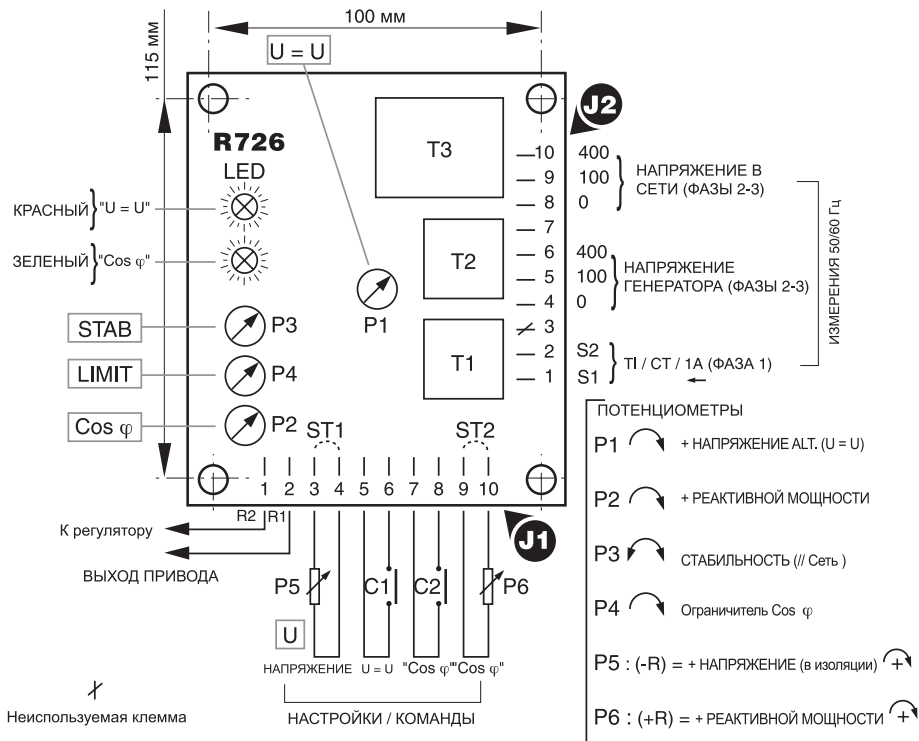 100 мм
115 мм
U = U
J2
R726
LED
T3
10 400
9 100
8 0
7
6 400
5 100
4 0
3
2 S2
1 S1
НАПРЯЖЕНИЕ В
СЕТИ (ФАЗЫ 2-3)
НАПРЯЖЕНИЕ
ГЕНЕРАТОРА (ФАЗЫ 2-3)
TI / CT / 1A (ФАЗА 1)
ИЗМЕРЕНИЯ 50/60 Гц
КРАСНЫЙ "U = U"
ЗЕЛЕНЫЙ "Cos φ"
T2
P1
T1
STAB P3
LIMIT P4
Cos φ P2
ST1 ST2
1 2 3 4 5 6 7 8 9 10
R2 R1
J1
К регулятору
ВЫХОД ПРИВОДА
P5 C1 C2 P6
U
НАПРЯЖЕНИЕ U = U "Cos φ" "Cos φ"
НАСТРОЙКИ / КОМАНДЫ
Неиспользуемая клемма
ПОТЕНЦИОМЕТРЫ
P1 + НАПРЯЖЕНИЕ ALT. (U = U)
P2 + РЕАКТИВНОЙ МОЩНОСТИ
P3 СТАБИЛЬНОСТЬ (// Сеть )
P4 Ограничитель Cos φ
P5 : (-R) = + НАПРЯЖЕНИЕ (в изоляции) +
P6 : (+R) = + РЕАКТИВНОЙ МОЩНОСТИ +